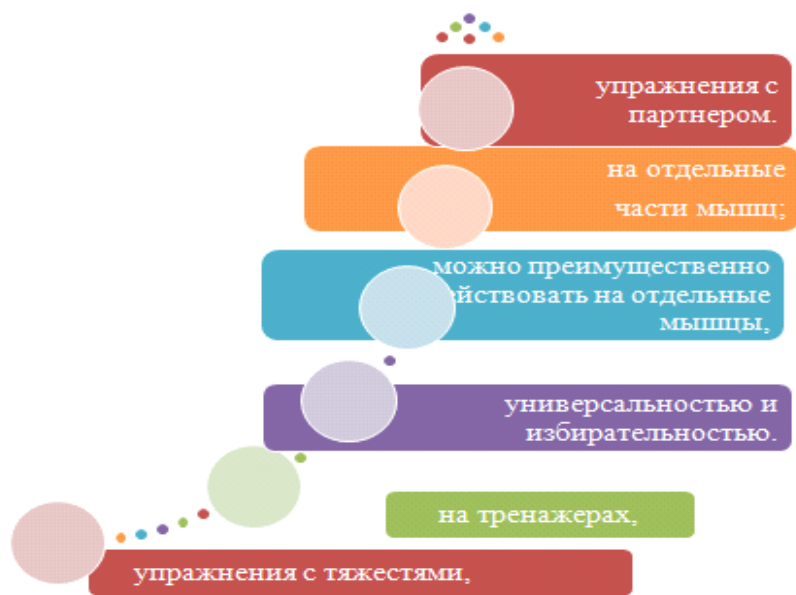 упражнения с
партнером.
на отдельные
части мышц;
можно преимущественно
на отдельные
мышцы,
универсальностью и
избирательностью.
на тренажерах,
упражнения с тяжестями,